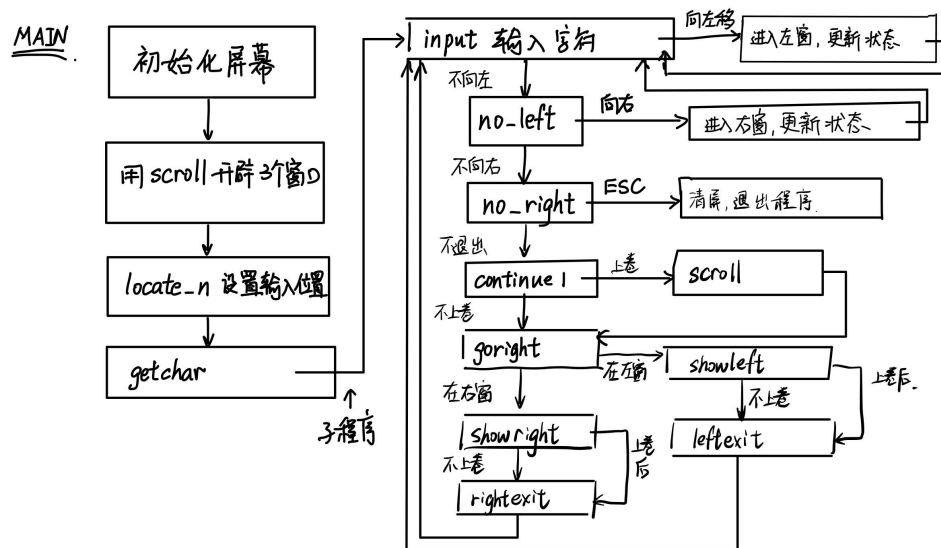 MAIN.
初始化屏幕
用scroll开辟3个窗口
locate_n 设置输入位置
getchar
子程序
input 输入字符
向左移
进入左窗,更新状态
不向左
no_left
向右
进入右窗,更新状态
不向右
no_right
ESC
清屏,退出程序.
不退出
continue1
上卷
scroll
不上卷
goright
在左窗
showleft
上卷后.
在右窗
不上卷
showright
leftexit
不上卷
上卷后
rightexit